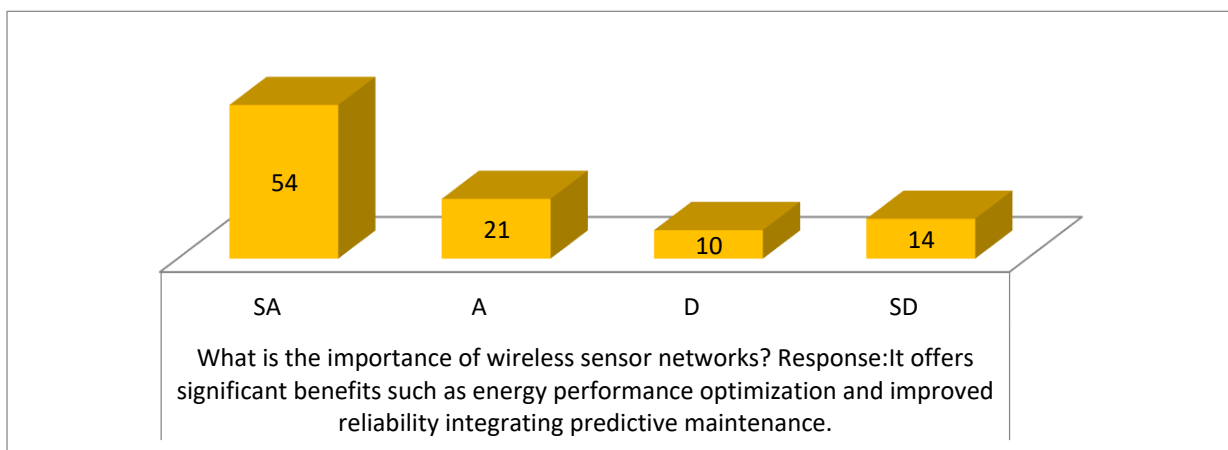 54
21
10
14
SA
A
D
SD
What is the importance of wireless sensor networks? Response:It offers
significant benefits such as energy performance optimization and improved
reliability integrating predictive maintenance.